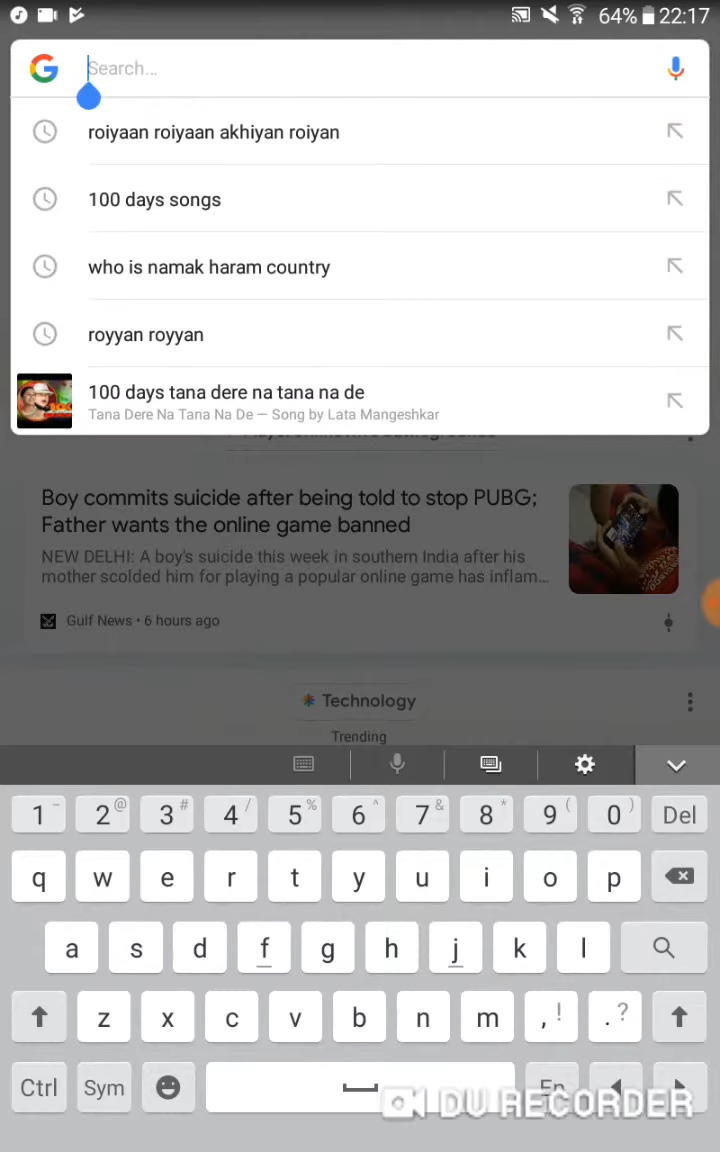 64% 22:17
Search...
roiyaan roiyaan akhiyan roiyan
100 days songs
who is namak haram country
royyan royyan
100 days tana dere na tana na de
Tana Dere Na Tana Na De — Song by Lata Mangeshkar
Boy commits suicide after being told to stop PUBG;
Father wants the online game banned
NEW DELHI: A boy's suicide this week in southern India after his
mother scolded him for playing a popular online game has inflam...
Gulf News • 6 hours ago
Technology
Trending
1 - 2 @ 3 # 4 / 5 % 6 ^ 7 & 8 * 9 ( 0 ) Del
q w e r t y u i o p
a s d f g h j k l
z x c v b n m , ! . ?
Ctrl Sym En
DU RECORDER